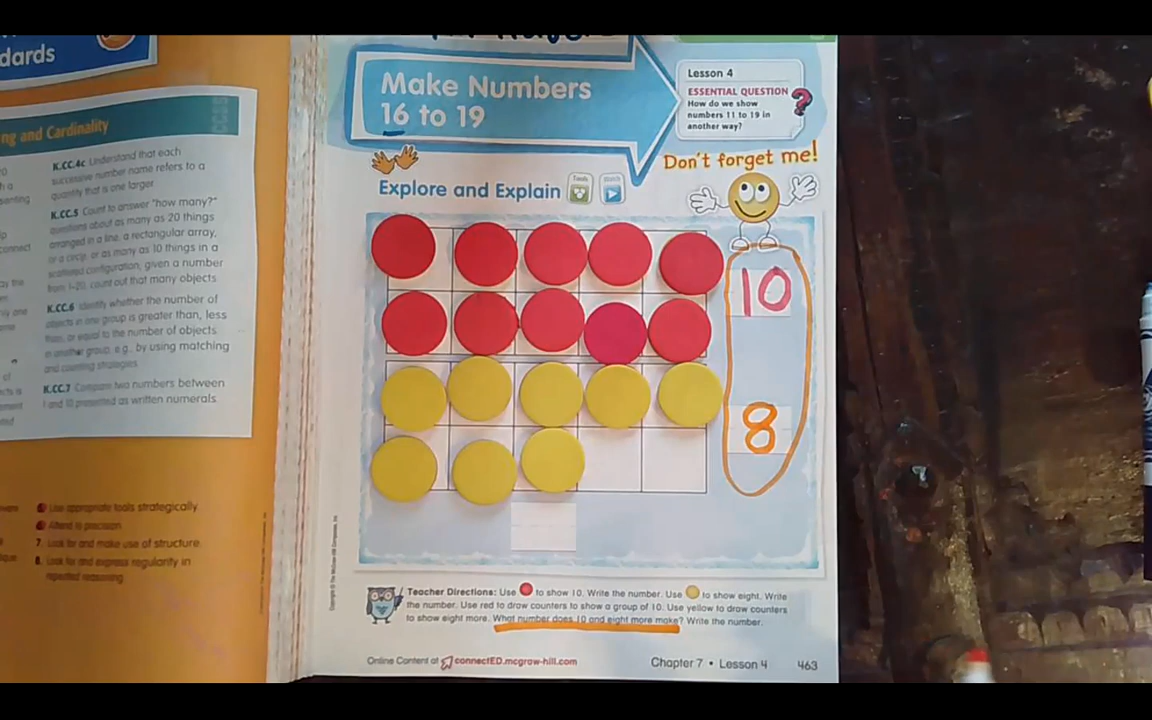 dards
ng and Cardinality
CCSS
K.CC.4c Understand that each
successive number name refers to a
quantity that is one larger.
K.CC.5 Count to answer "how many?"
questions about as many as 20 things
arranged in a line, a rectangular array,
or a circle, or as many as 10 things in a
scattered configuration; given a number
from 1–20, count out that many objects.
K.CC.6 Identify whether the number of
objects in one group is greater than, less
than, or equal to the number of objects
in another group, e.g., by using matching
and counting strategies.
K.CC.7 Compare two numbers between
1 and 10 presented as written numerals.
Use appropriate tools strategically.
Attend to precision.
7. Look for and make use of structure.
8. Look for and express regularity in
repeated reasoning.
Make Numbers
16 to 19
Lesson 4
ESSENTIAL QUESTION
How do we show
numbers 11 to 19 in
another way?
?
Don't forget me!
Explore and Explain
Tools
Watch
10
8
Teacher Directions: Use to show 10. Write the number. Use to show eight. Write
the number. Use red to draw counters to show a group of 10. Use yellow to draw counters
to show eight more. What number does 10 and eight more make? Write the number.
Online Content at connectED.mcgraw-hill.com
Chapter 7 • Lesson 4 463